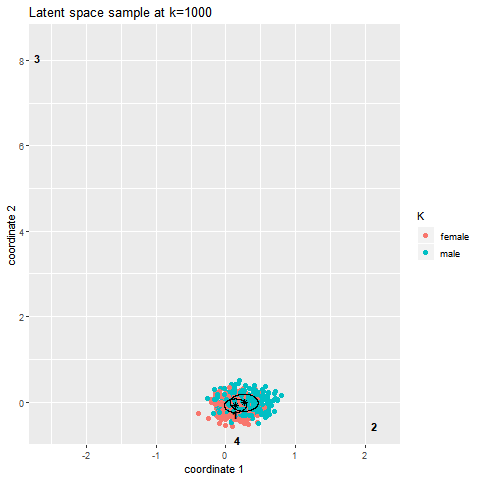 Latent space sample at k=1000
3
8
6
4
2
0
coordinate 2
1
2
4
-2
-1
0
1
2
coordinate 1
K
female
male